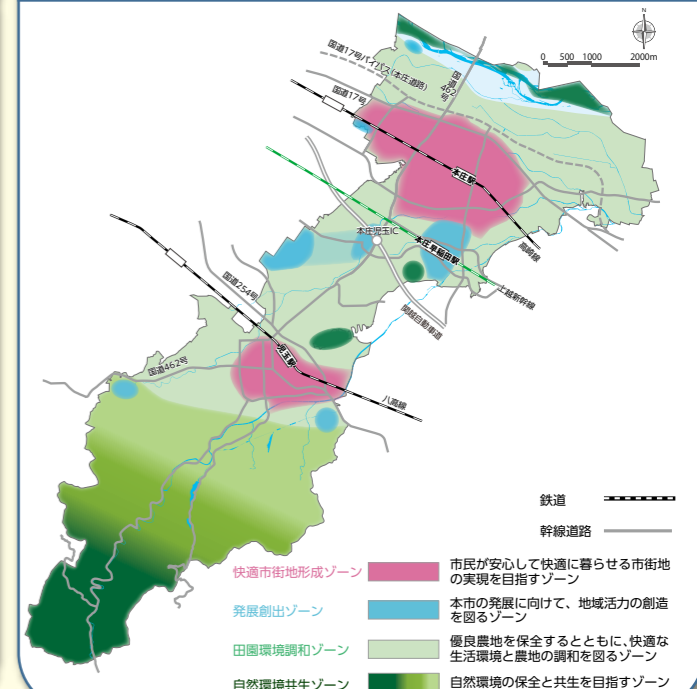 N
0 500 1000 2000m
国道17号バイパス(本庄道路)
国道462号
国道17号
本庄駅
本庄児玉IC
本庄早稲田駅
高崎線
上越新幹線
関越自動車道
国道254号
児玉駅
国道462号
八高線
鉄道
幹線道路
快適市街地形成ゾーン
市民が安心して快適に暮らせる市街地
の実現を目指すゾーン
発展創出ゾーン
本市の発展に向けて、地域活力の創造
を図るゾーン
田園環境調和ゾーン
優良農地を保全するとともに、快適な
生活環境と農地の調和を図るゾーン
自然環境共生ゾーン
自然環境の保全と共生を目指すゾーン